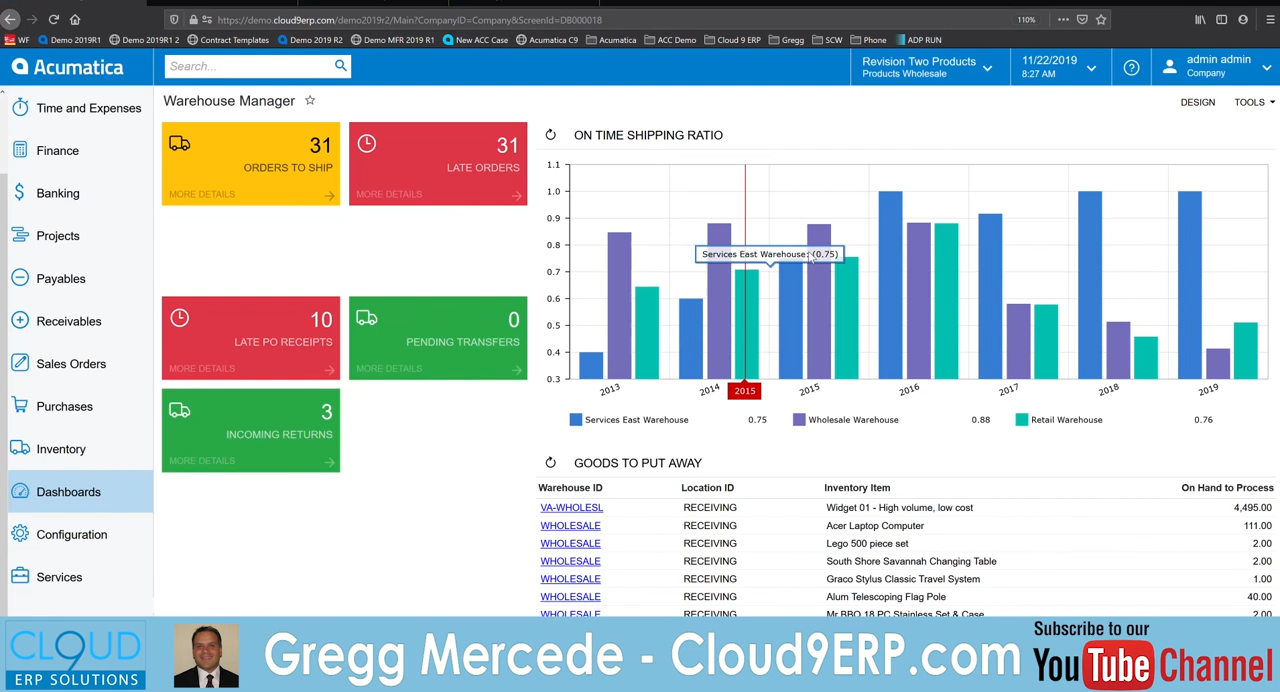 https://demo.cloud9erp.com/demo2019r2/Main?CompanyID=Company&ScreenId=DB000018
110%
WF
Demo 2019R1
Demo 2019R1 2
Contract Templates
Demo 2019 R2
Demo MFR 2019 R1
New ACC Case
Acumatica C9
Acumatica
ACC Demo
Cloud 9 ERP
Gregg
SCW
Phone
ADP RUN
Acumatica
Search...
Revision Two Products
Products Wholesale
11/22/2019
8:27 AM
admin admin
Company
Time and Expenses
Finance
Banking
Projects
Payables
Receivables
Sales Orders
Purchases
Inventory
Dashboards
Configuration
Services
Warehouse Manager
DESIGN
TOOLS
31
ORDERS TO SHIP
MORE DETAILS
31
LATE ORDERS
MORE DETAILS
10
LATE PO RECEIPTS
MORE DETAILS
0
PENDING TRANSFERS
MORE DETAILS
3
INCOMING RETURNS
MORE DETAILS
ON TIME SHIPPING RATIO
1.1
1.0
0.9
0.8
0.7
0.6
0.5
0.4
0.3
Services East Warehouse: (0.75)
2013
2014
2015
2015
2016
2017
2018
2019
Services East Warehouse 0.75
Wholesale Warehouse 0.88
Retail Warehouse 0.76
GOODS TO PUT AWAY
Warehouse ID Location ID Inventory Item On Hand to Process
VA-WHOLESL RECEIVING Widget 01 - High volume, low cost 4,495.00
WHOLESALE RECEIVING Acer Laptop Computer 111.00
WHOLESALE RECEIVING Lego 500 piece set 2.00
WHOLESALE RECEIVING South Shore Savannah Changing Table 2.00
WHOLESALE RECEIVING Graco Stylus Classic Travel System 1.00
WHOLESALE RECEIVING Alum Telescoping Flag Pole 40.00
WHOLESALE RECEIVING Mr BBQ 18 PC Stainless Set & Case 2.00
CLOUD 9
ERP SOLUTIONS
Gregg Mercede - Cloud9ERP.com
Subscribe to our
YouTube Channel